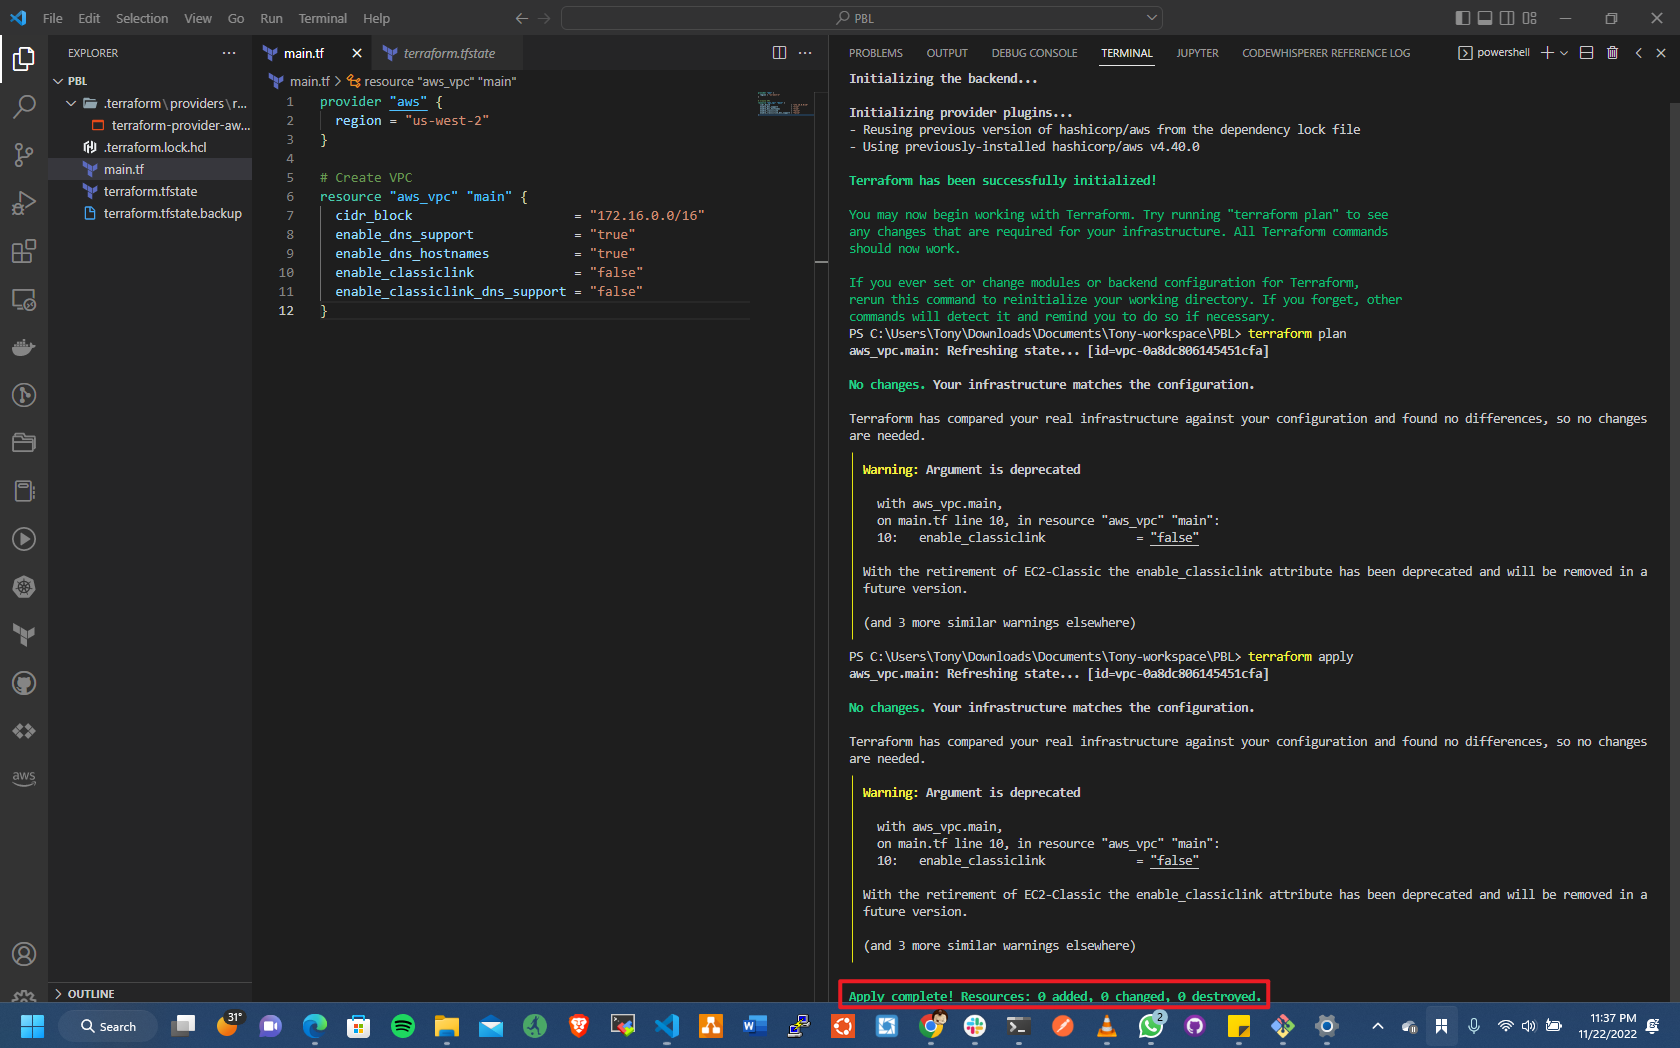 File Edit Selection View Go Run Terminal Help
PBL
EXPLORER
PBL
.terraform\providers\r...
terraform-provider-aw...
.terraform.lock.hcl
main.tf
terraform.tfstate
terraform.tfstate.backup
OUTLINE
main.tf
terraform.tfstate
main.tf > resource "aws_vpc" "main"
1 provider "aws" {
2 region = "us-west-2"
3 }
4
5 # Create VPC
6 resource "aws_vpc" "main" {
7 cidr_block = "172.16.0.0/16"
8 enable_dns_support = "true"
9 enable_dns_hostnames = "true"
10 enable_classiclink = "false"
11 enable_classiclink_dns_support = "false"
12 }
PROBLEMS OUTPUT DEBUG CONSOLE TERMINAL JUPYTER CODEWHISPERER REFERENCE LOG
powershell
Initializing the backend...
Initializing provider plugins...
- Reusing previous version of hashicorp/aws from the dependency lock file
- Using previously-installed hashicorp/aws v4.40.0
Terraform has been successfully initialized!
You may now begin working with Terraform. Try running "terraform plan" to see
any changes that are required for your infrastructure. All Terraform commands
should now work.
If you ever set or change modules or backend configuration for Terraform,
rerun this command to reinitialize your working directory. If you forget, other
commands will detect it and remind you to do so if necessary.
PS C:\Users\Tony\Downloads\Documents\Tony-workspace\PBL> terraform plan
aws_vpc.main: Refreshing state... [id=vpc-0a8dc806145451cfa]
No changes. Your infrastructure matches the configuration.
Terraform has compared your real infrastructure against your configuration and found no differences, so no changes
are needed.
Warning: Argument is deprecated
with aws_vpc.main,
on main.tf line 10, in resource "aws_vpc" "main":
10: enable_classiclink = "false"
With the retirement of EC2-Classic the enable_classiclink attribute has been deprecated and will be removed in a
future version.
(and 3 more similar warnings elsewhere)
PS C:\Users\Tony\Downloads\Documents\Tony-workspace\PBL> terraform apply
aws_vpc.main: Refreshing state... [id=vpc-0a8dc806145451cfa]
No changes. Your infrastructure matches the configuration.
Terraform has compared your real infrastructure against your configuration and found no differences, so no changes
are needed.
Warning: Argument is deprecated
with aws_vpc.main,
on main.tf line 10, in resource "aws_vpc" "main":
10: enable_classiclink = "false"
With the retirement of EC2-Classic the enable_classiclink attribute has been deprecated and will be removed in a
future version.
(and 3 more similar warnings elsewhere)
Apply complete! Resources: 0 added, 0 changed, 0 destroyed.
aws
Search
31°
2
11:37 PM
11/22/2022